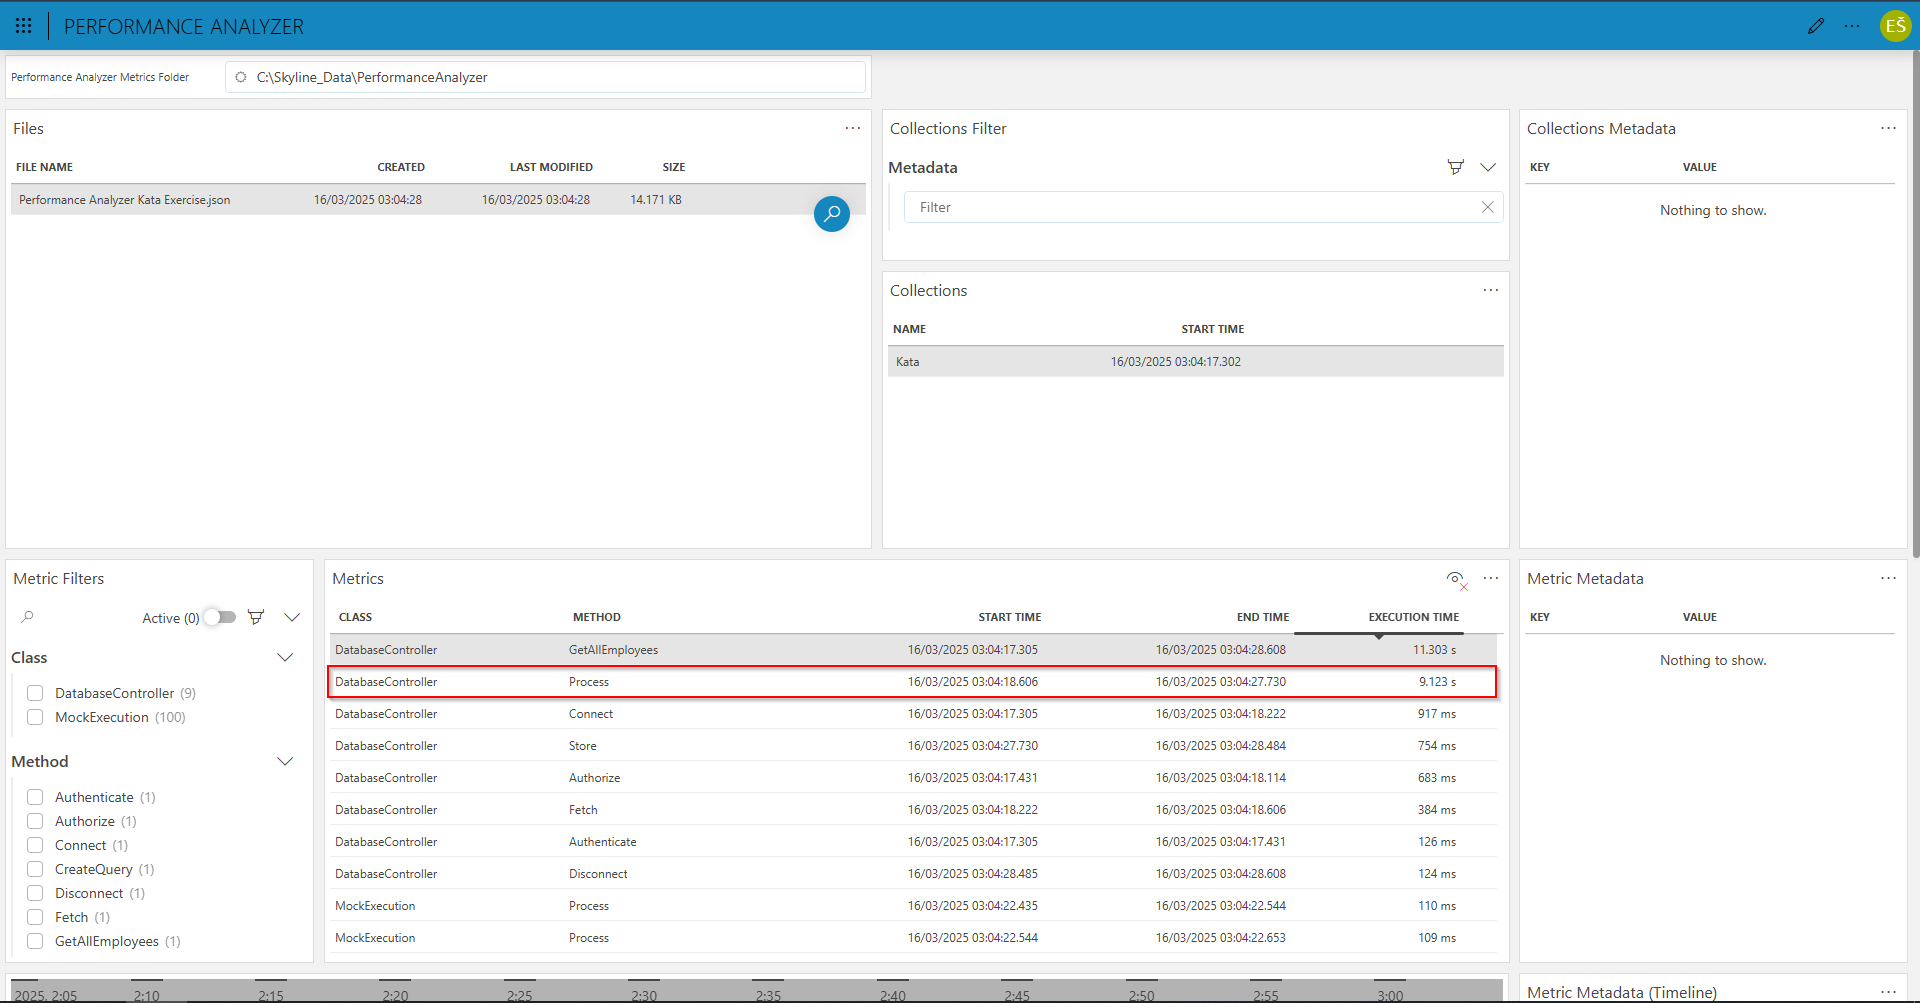 PERFORMANCE ANALYZER
EŠ
Performance Analyzer Metrics Folder
C:\Skyline_Data\PerformanceAnalyzer
Files
FILE NAME CREATED LAST MODIFIED SIZE
Performance Analyzer Kata Exercise.json 16/03/2025 03:04:28 16/03/2025 03:04:28 14.171 KB
Collections Filter
Metadata
Filter
Collections
NAME START TIME
Kata 16/03/2025 03:04:17.302
Collections Metadata
KEY VALUE
Nothing to show.
Metric Filters
Active (0)
Class
DatabaseController (9)
MockExecution (100)
Method
Authenticate (1)
Authorize (1)
Connect (1)
CreateQuery (1)
Disconnect (1)
Fetch (1)
GetAllEmployees (1)
Metrics
CLASS METHOD START TIME END TIME EXECUTION TIME
DatabaseController GetAllEmployees 16/03/2025 03:04:17.305 16/03/2025 03:04:28.608 11.303 s
DatabaseController Process 16/03/2025 03:04:18.606 16/03/2025 03:04:27.730 9.123 s
DatabaseController Connect 16/03/2025 03:04:17.305 16/03/2025 03:04:18.222 917 ms
DatabaseController Store 16/03/2025 03:04:27.730 16/03/2025 03:04:28.484 754 ms
DatabaseController Authorize 16/03/2025 03:04:17.431 16/03/2025 03:04:18.114 683 ms
DatabaseController Fetch 16/03/2025 03:04:18.222 16/03/2025 03:04:18.606 384 ms
DatabaseController Authenticate 16/03/2025 03:04:17.305 16/03/2025 03:04:17.431 126 ms
DatabaseController Disconnect 16/03/2025 03:04:28.485 16/03/2025 03:04:28.608 124 ms
MockExecution Process 16/03/2025 03:04:22.435 16/03/2025 03:04:22.544 110 ms
MockExecution Process 16/03/2025 03:04:22.544 16/03/2025 03:04:22.653 109 ms
Metric Metadata
KEY VALUE
Nothing to show.
2025, 2:05 2:10 2:15 2:20 2:25 2:30 2:35 2:40 2:45 2:50 2:55 3:00
Metric Metadata (Timeline)